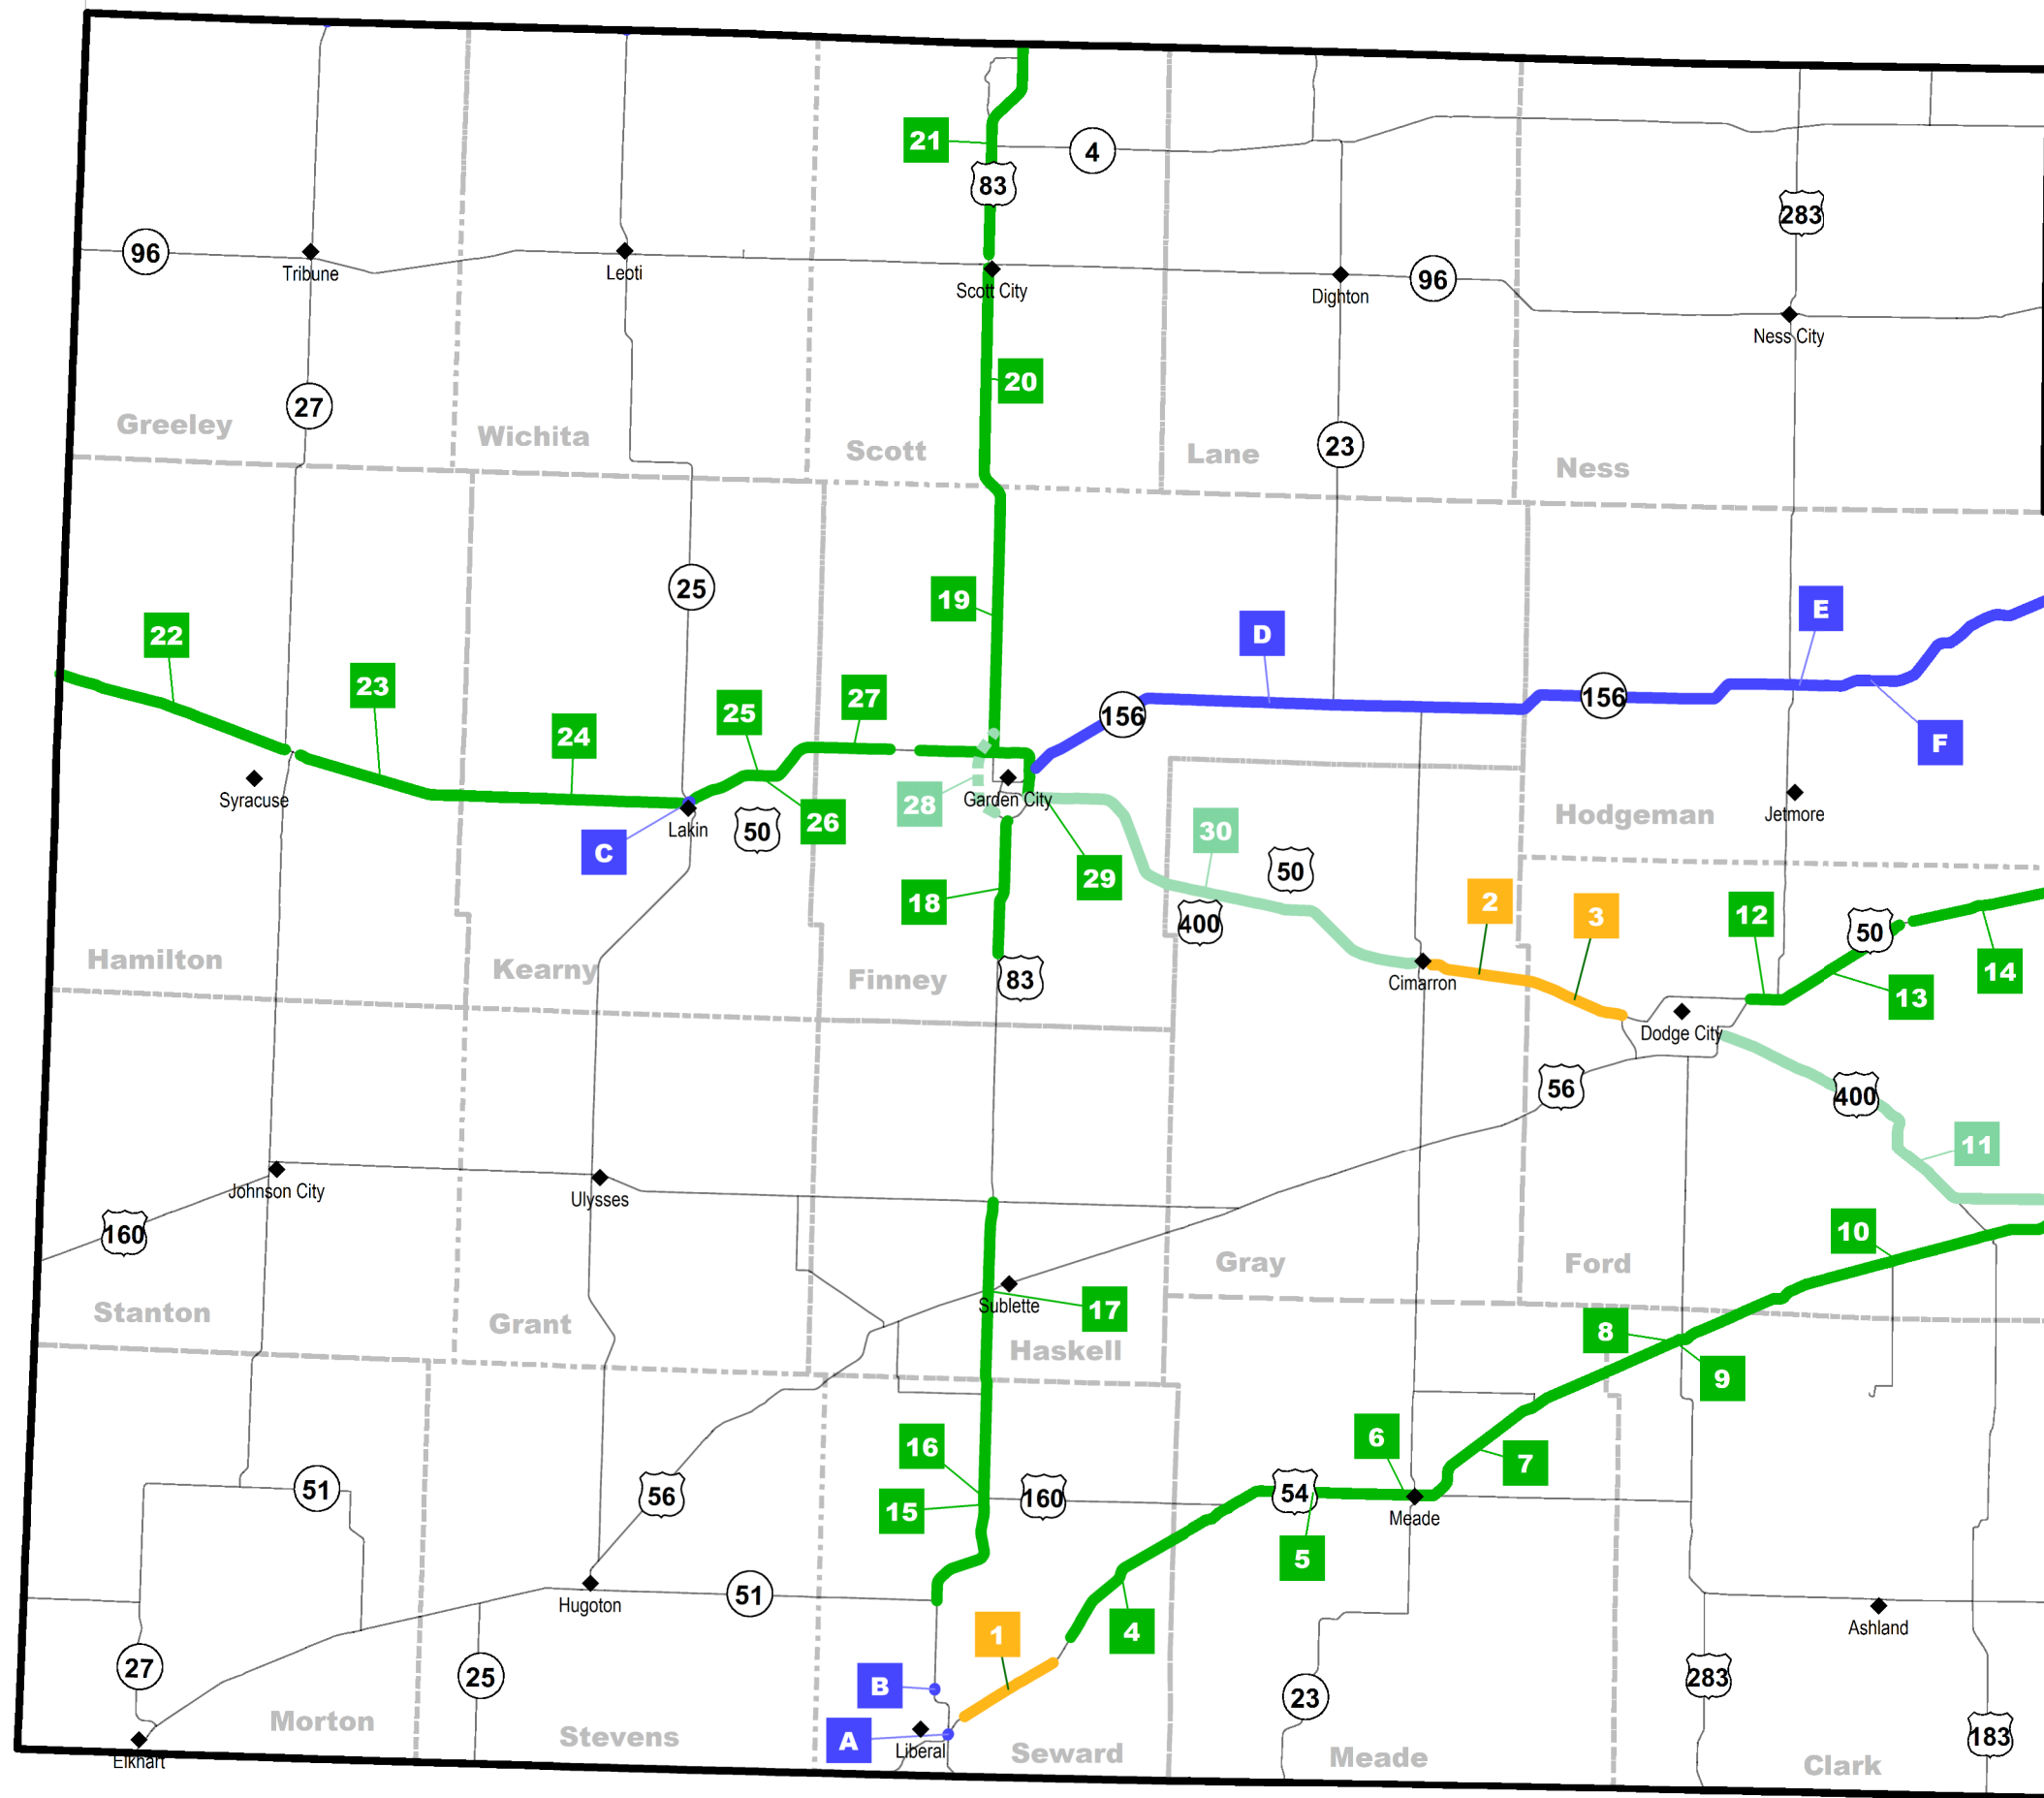 21
4
83
283
96
Tribune
Leoti
Scott City
Dighton
96
Ness City
20
27
Greeley
Wichita
Scott
Lane
23
Ness
25
19
22
D
E
23
24
25
27
156
156
F
Syracuse
C
Lakin
50
26
28
Garden City
29
30
50
400
Hodgeman
Jetmore
18
2
3
12
50
14
13
Hamilton
Kearny
Finney
83
Cimarron
Dodge City
56
400
11
Johnson City
Ulysses
160
10
Gray
Ford
Stanton
Grant
Sublette
17
Haskell
8
9
16
6
7
51
56
15
160
54
Meade
5
Hugoton
51
1
4
Ashland
27
25
B
23
283
Morton
Stevens
A
Liberal
Seward
Meade
Clark
183
Elkhart